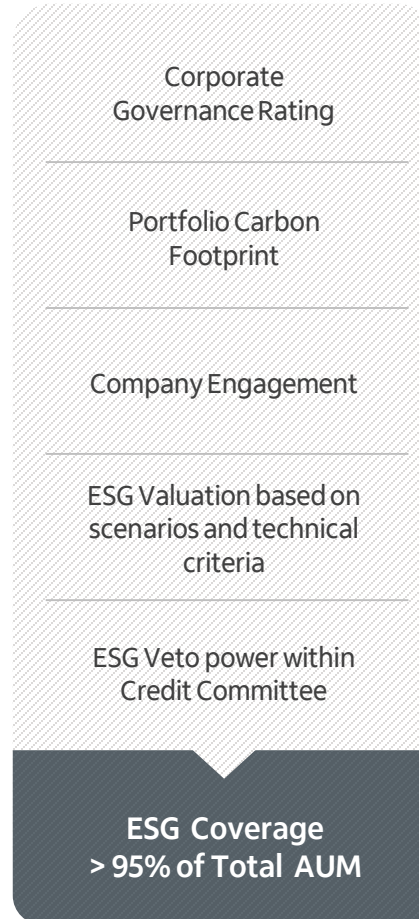 Corporate
Governance Rating
Portfolio Carbon
Footprint
Company Engagement
ESG Valuation based on
scenarios and technical
criteria
ESG Veto power within
Credit Committee
ESG Coverage
> 95% of Total AUM